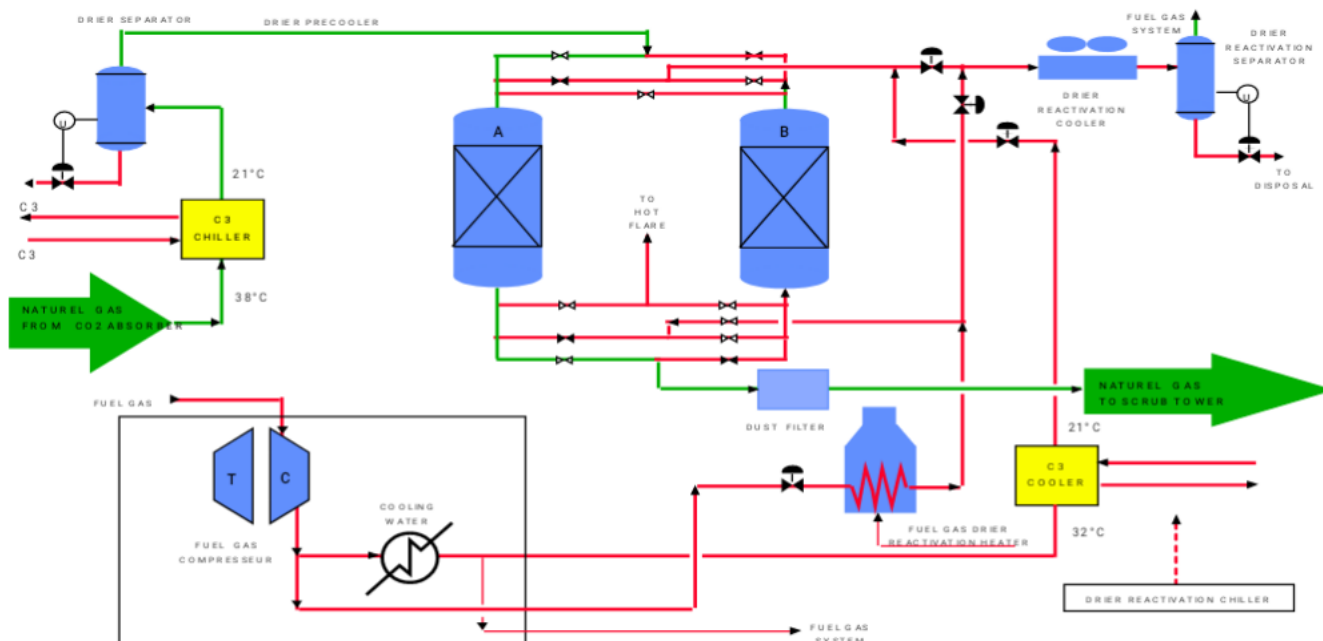 DRIER SEPARATOR
DRIER PRECOOLER
FUEL GAS
SYSTEM
DRIER
REACTIVATION
SEPARATOR
DRIER
REACTIVATION
COOLER
U
U
A
B
21°C
TO
DISPOSAL
C3
C3
CHILLER
C3
TO
HOT
FLARE
38°C
NATUREL GAS
FROM CO2 ABSORBER
NATUREL GAS
TO SCRUB TOWER
FUEL GAS
DUST FILTER
21°C
T
C
C3
COOLER
COOLING
WATER
FUEL GAS DRIER
REACTIVATION HEATER
32°C
FUEL GAS
COMPRESSEUR
DRIER REACTIVATION CHILLER
FUEL GAS
SYSTEM